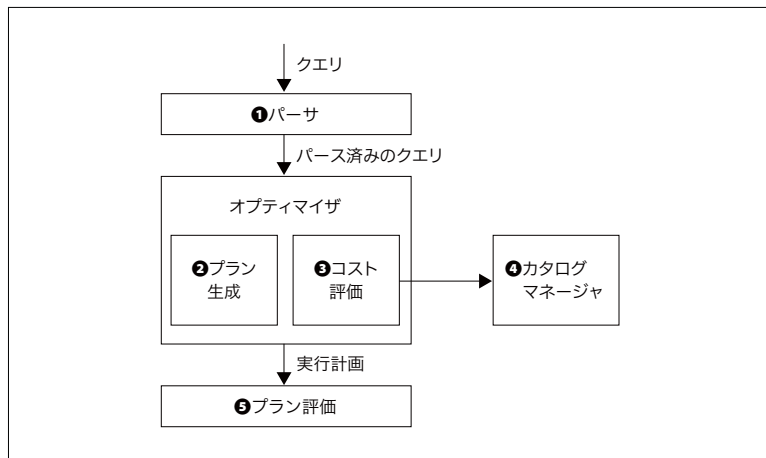 クエリ
❶パーサ
パース済みのクエリ
オプティマイザ
❷プラン
生成
❸コスト
評価
❹カタログ
マネージャ
実行計画
❺プラン評価